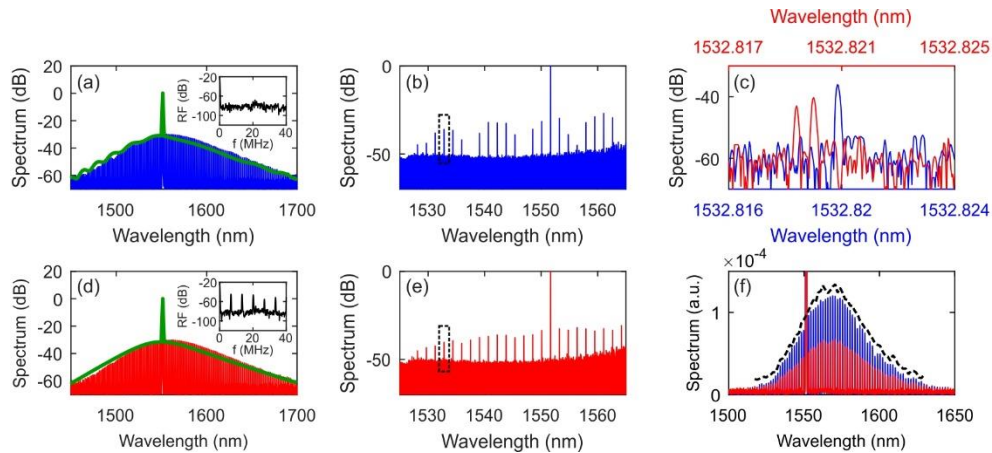 Wavelength (nm)
1532.817 1532.821 1532.825
20 (a) -20 0 (b) (c)
0 RF (dB) -60
-20 -100
-40 0 20 40 -50 -40
-60 f (MHz) -60
Spectrum (dB) Spectrum (dB) Spectrum (dB)
1500 1600 1700 1530 1540 1550 1560 1532.816 1532.82 1532.824
Wavelength (nm) Wavelength (nm) Wavelength (nm)
×10⁻⁴
20 (d) -20 0 (e) (f)
0 RF (dB) -60 1
-20 -100
-40 0 20 40 -50
-60 f (MHz) 0
Spectrum (dB) Spectrum (dB) Spectrum (a.u.)
1500 1600 1700 1530 1540 1550 1560 1500 1550 1600 1650
Wavelength (nm) Wavelength (nm) Wavelength (nm)